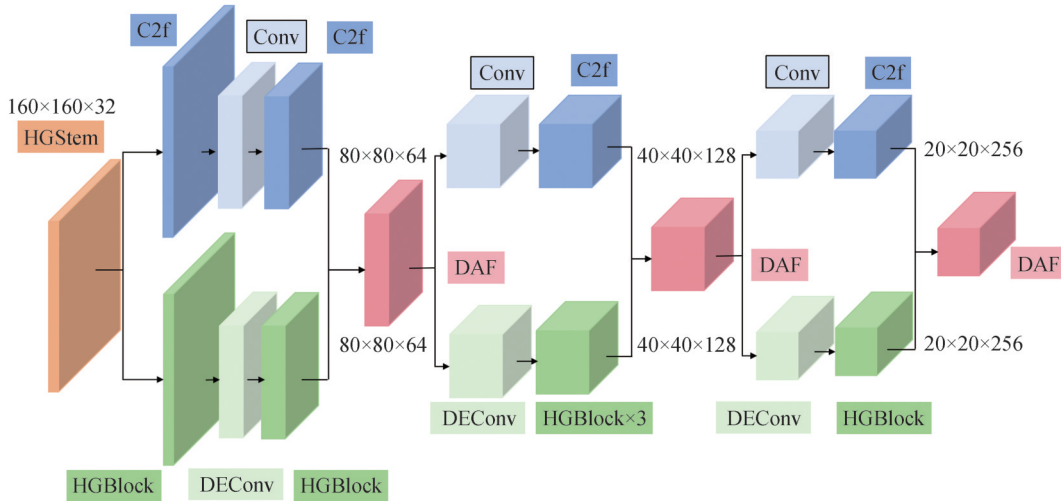 C2f
Conv
C2f
Conv
C2f
Conv
C2f
160×160×32
HGStem
80×80×64
40×40×128
20×20×256
DAF
DAF
DAF
80×80×64
40×40×128
20×20×256
DEConv
HGBlock×3
DEConv
HGBlock
HGBlock
DEConv
HGBlock